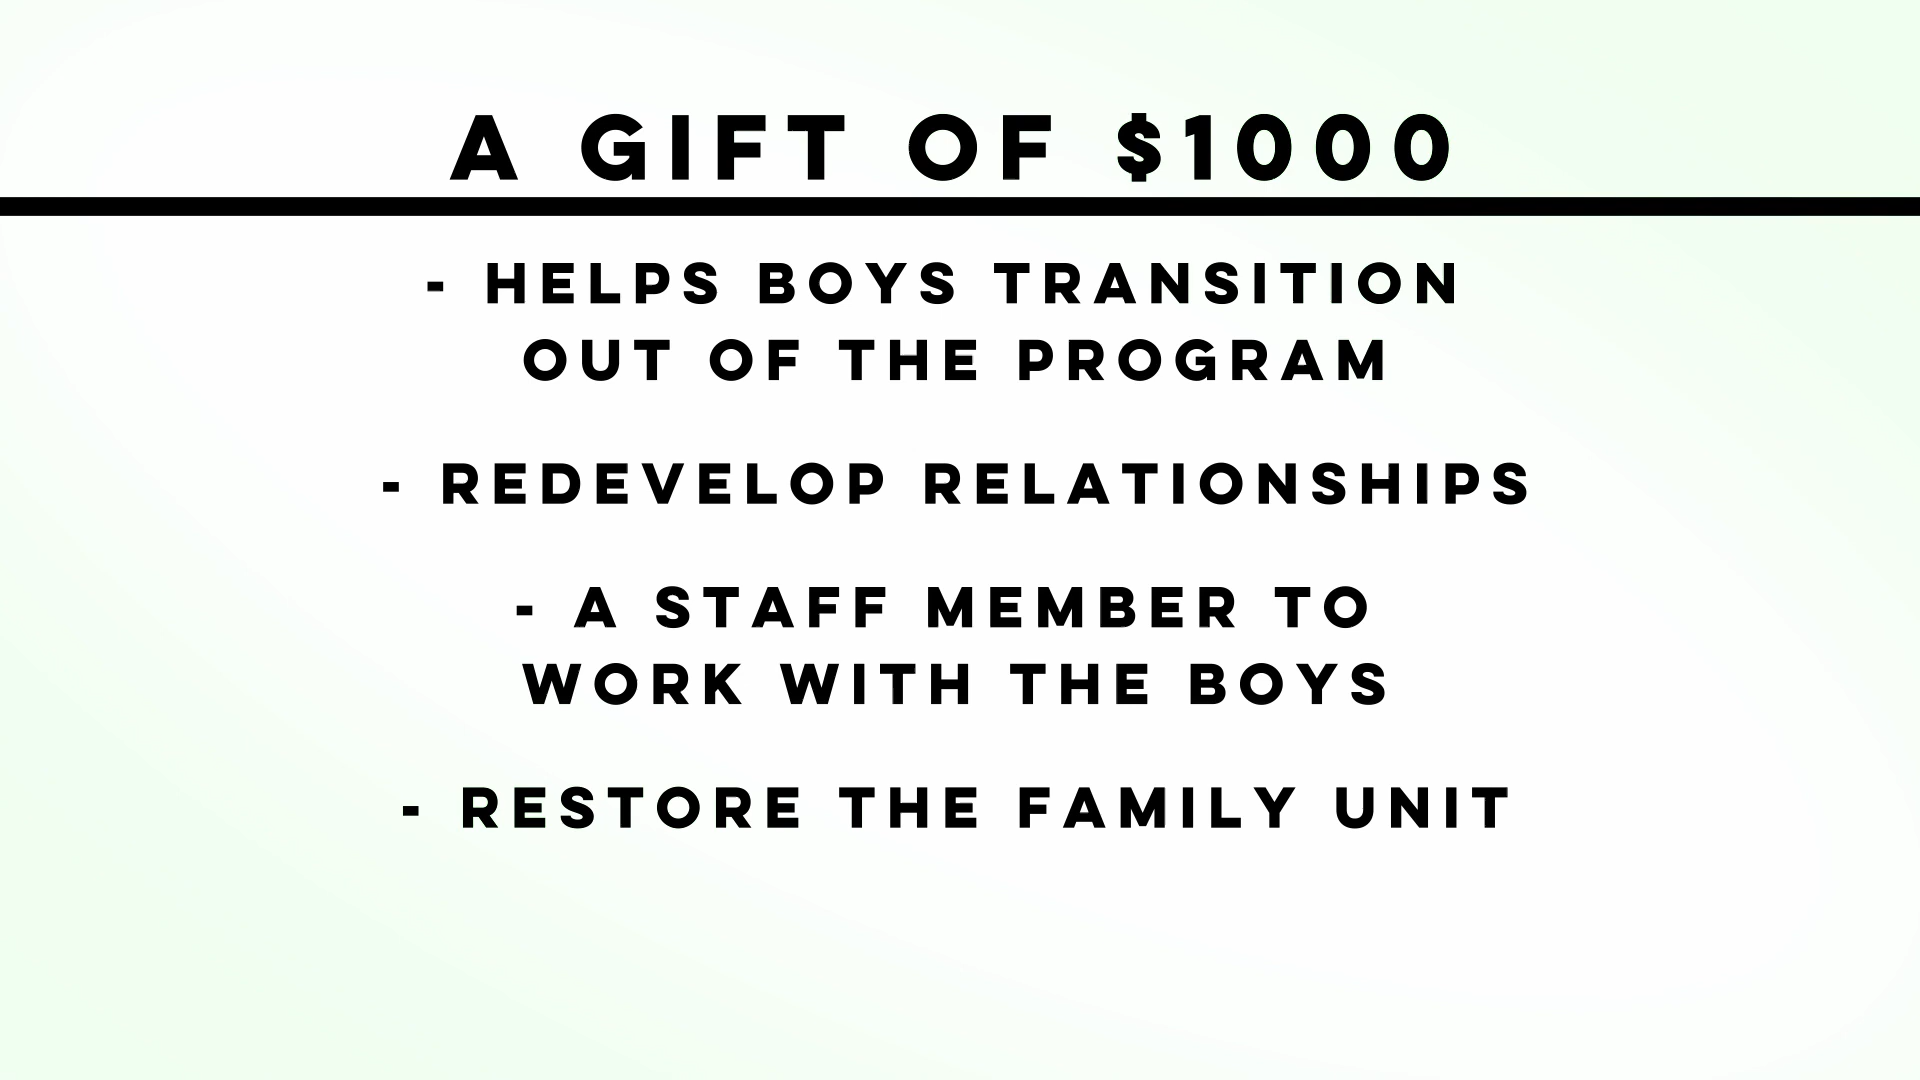 A GIFT OF $1000
- HELPS BOYS TRANSITION
OUT OF THE PROGRAM
- REDEVELOP RELATIONSHIPS
- A STAFF MEMBER TO
WORK WITH THE BOYS
- RESTORE THE FAMILY UNIT